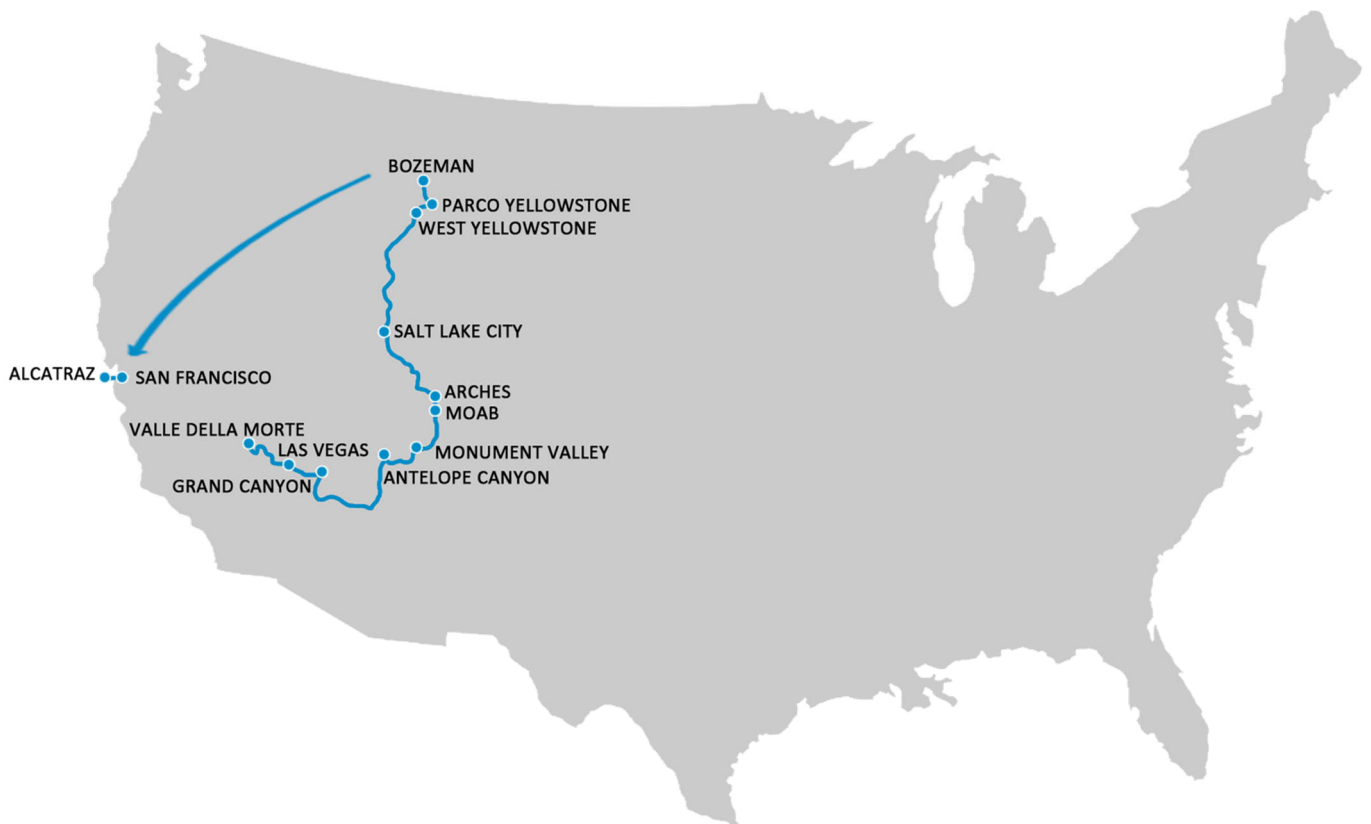 BOZEMAN
PARCO YELLOWSTONE
WEST YELLOWSTONE
SALT LAKE CITY
ALCATRAZ
SAN FRANCISCO
ARCHES
MOAB
VALLE DELLA MORTE
LAS VEGAS
MONUMENT VALLEY
ANTELOPE CANYON
GRAND CANYON